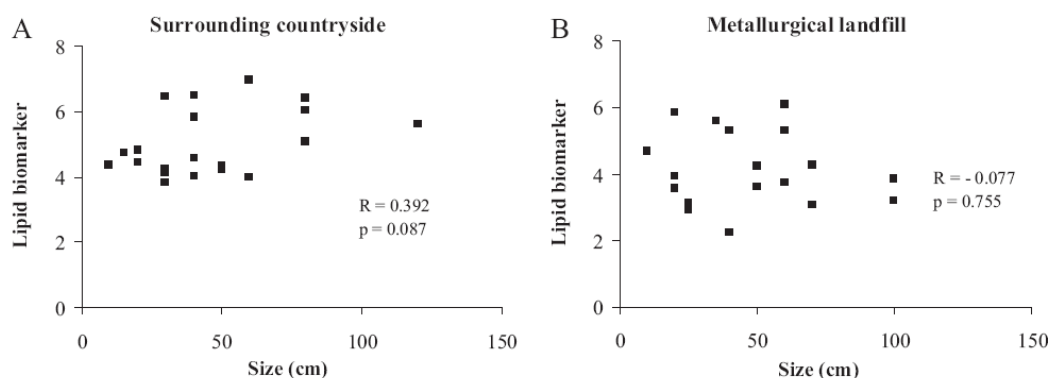 A
Surrounding countryside
8
6
4
2
0
Lipid biomarker
R = 0.392
p = 0.087
0 50 100 150
Size (cm)
B
Metallurgical landfill
8
6
4
2
0
Lipid biomarker
R = - 0.077
p = 0.755
0 50 100 150
Size (cm)